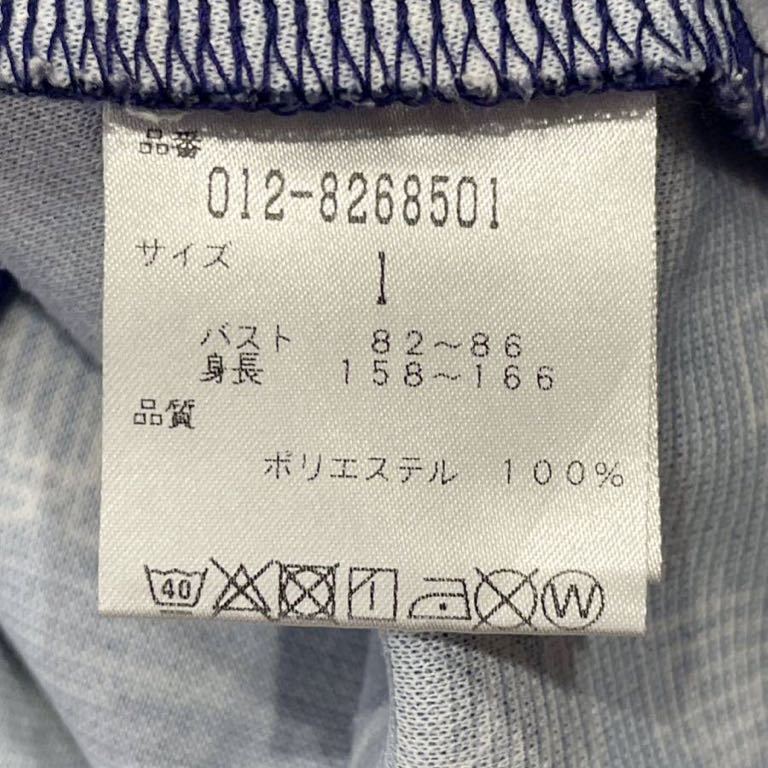 品番
012-8268501
サイズ
1
バスト 82～86
身長 158～166
品質
ポリエステル 100%
40 W